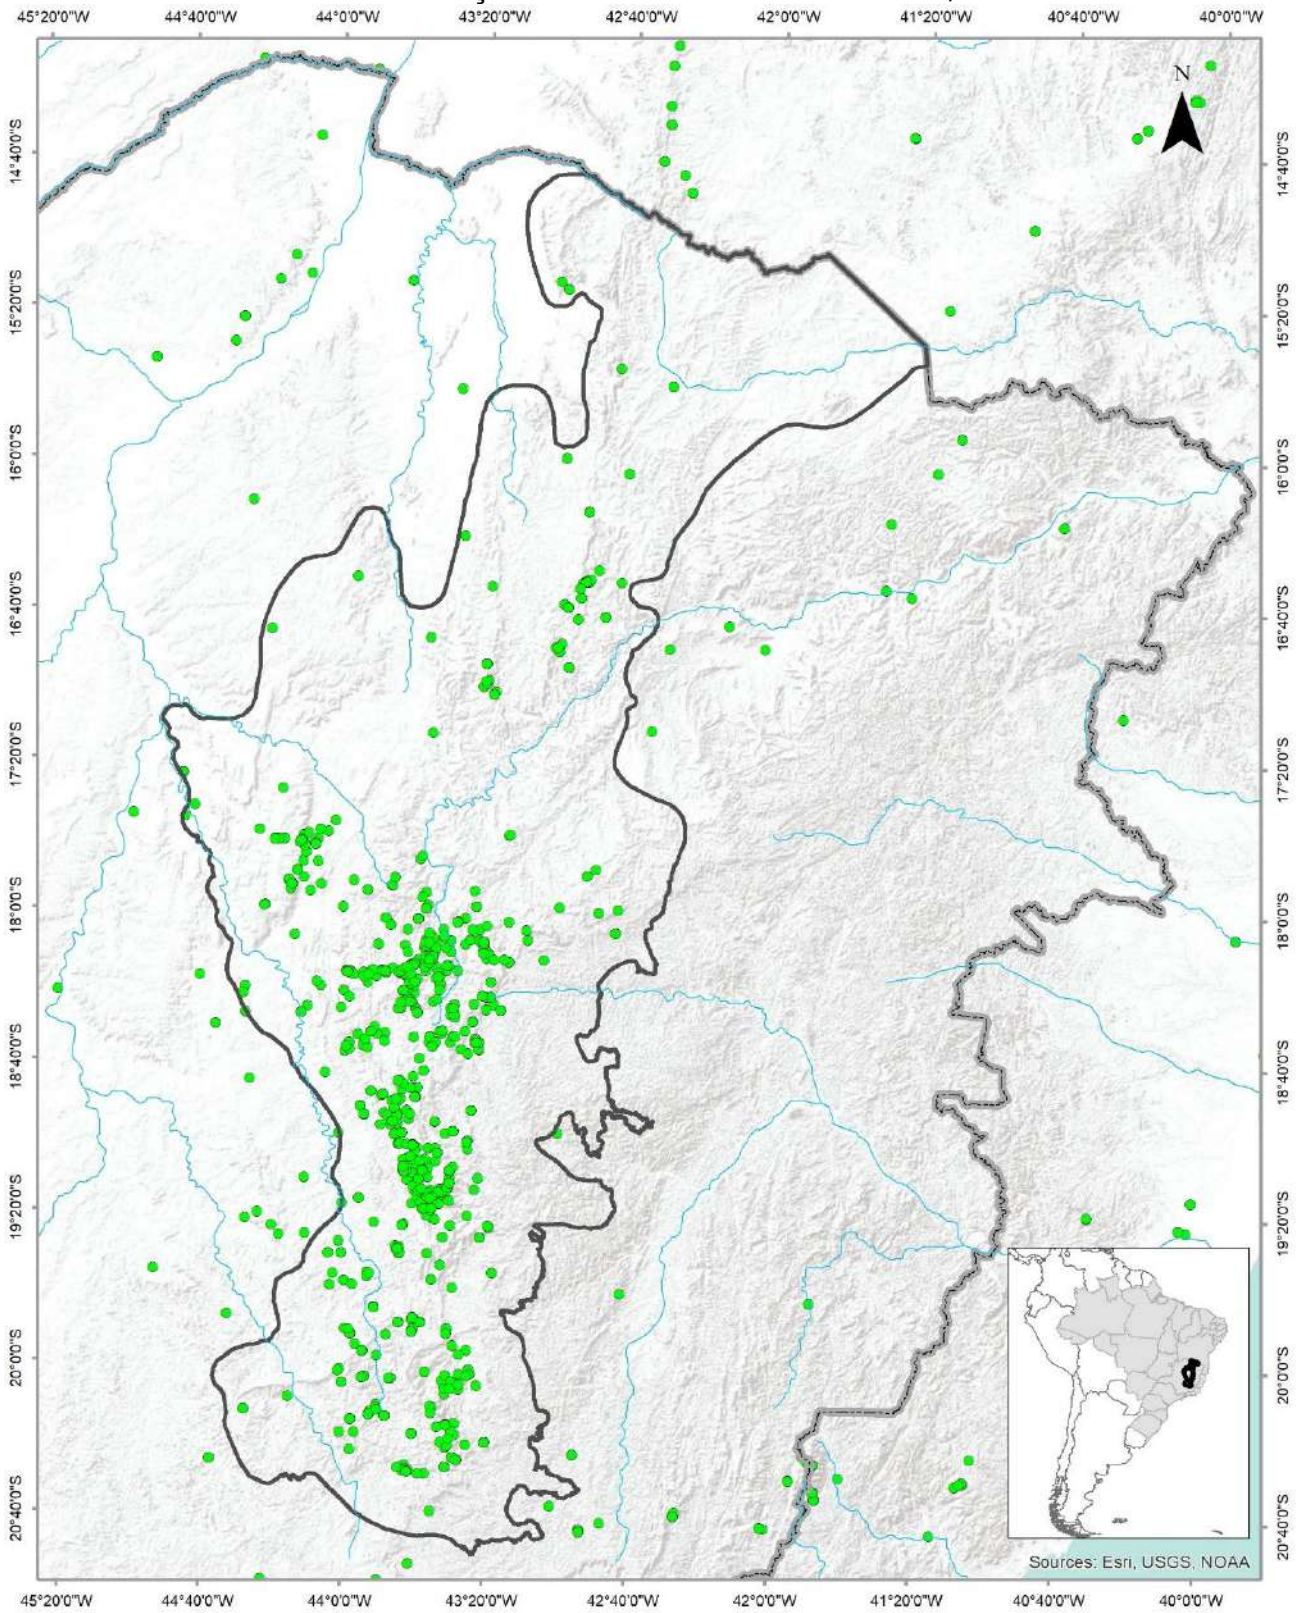 45°20'0"W 44°40'0"W 44°0'0"W 43°20'0"W 42°40'0"W 42°0'0"W 41°20'0"W 40°40'0"W 40°0'0"W
N
14°40'0"S 14°40'0"S
15°20'0"S 15°20'0"S
16°0'0"S 16°0'0"S
16°40'0"S 16°40'0"S
17°20'0"S 17°20'0"S
18°0'0"S 18°0'0"S
18°40'0"S 18°40'0"S
19°20'0"S 19°20'0"S
20°0'0"S 20°0'0"S
20°40'0"S 20°40'0"S
Sources: Esri, USGS, NOAA
45°20'0"W 44°40'0"W 44°0'0"W 43°20'0"W 42°40'0"W 42°0'0"W 41°20'0"W 40°40'0"W 40°0'0"W